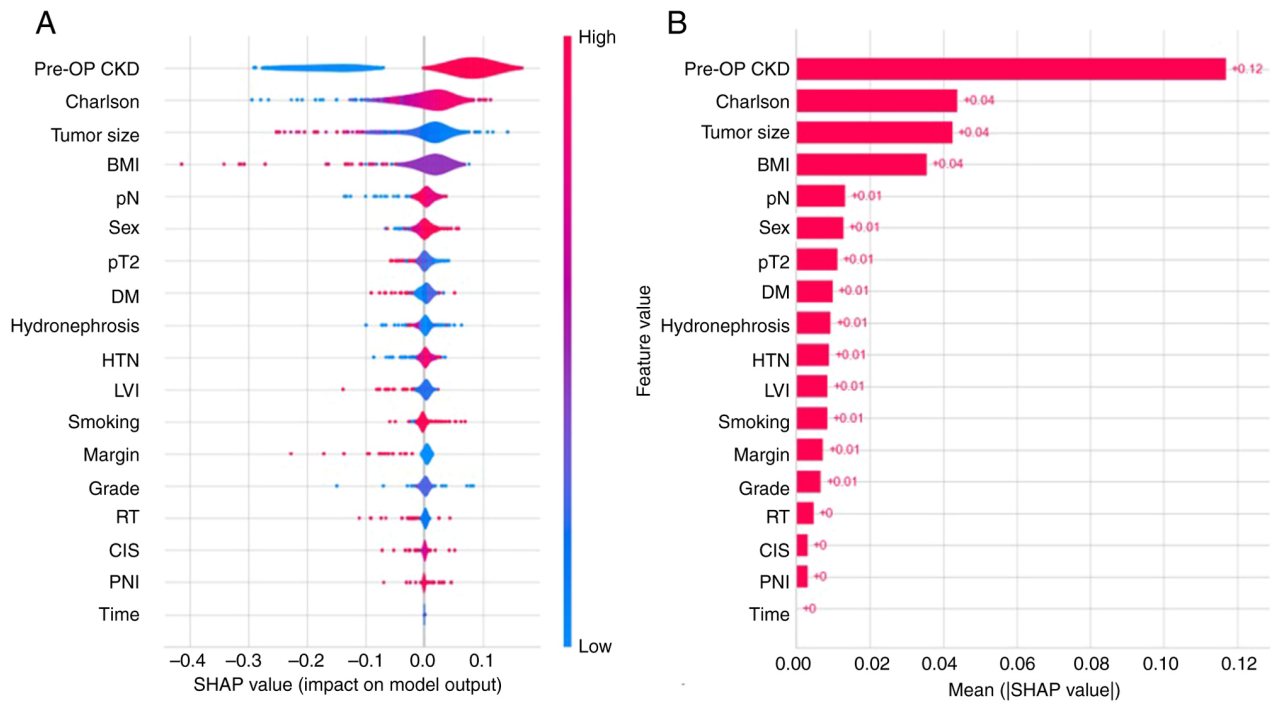 A
High
Pre-OP CKD
Charlson
Tumor size
BMI
pN
Sex
pT2
DM
Hydronephrosis
HTN
LVI
Smoking
Margin
Grade
RT
CIS
PNI
Time
Low
−0.4 −0.3 −0.2 −0.1 0.0 0.1
SHAP value (impact on model output)
B
Feature value
Pre-OP CKD +0.12
Charlson +0.04
Tumor size +0.04
BMI +0.04
pN +0.01
Sex +0.01
pT2 +0.01
DM +0.01
Hydronephrosis +0.01
HTN +0.01
LVI +0.01
Smoking +0.01
Margin +0.01
Grade +0.01
RT +0
CIS +0
PNI +0
Time +0
0.00 0.02 0.04 0.06 0.08 0.10 0.12
Mean (|SHAP value|)